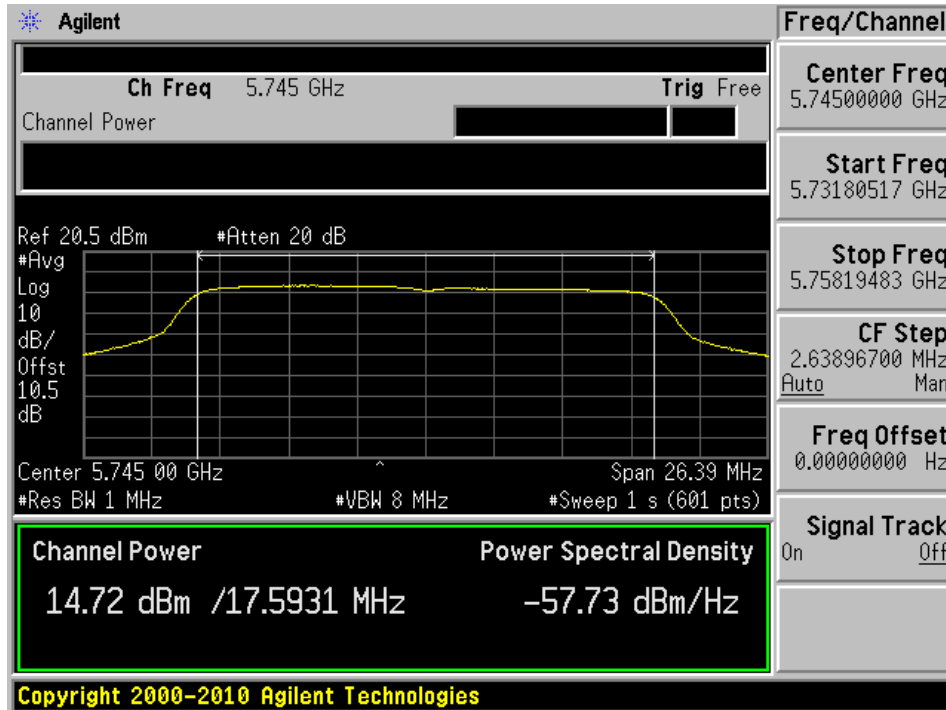 Agilent
Freq/Channel
Ch Freq 5.745 GHz Trig Free
Channel Power
Center Freq
5.74500000 GHz
Start Freq
5.73180517 GHz
Stop Freq
5.75819483 GHz
CF Step
2.63896700 MHz
Auto Man
Freq Offset
0.00000000 Hz
Signal Track
On Off
Ref 20.5 dBm #Atten 20 dB
#Avg
Log
10
dB/
Offst
10.5
dB
Center 5.745 00 GHz ^ Span 26.39 MHz
#Res BW 1 MHz #VBW 8 MHz #Sweep 1 s (601 pts)
Channel Power Power Spectral Density
14.72 dBm /17.5931 MHz -57.73 dBm/Hz
Copyright 2000-2010 Agilent Technologies